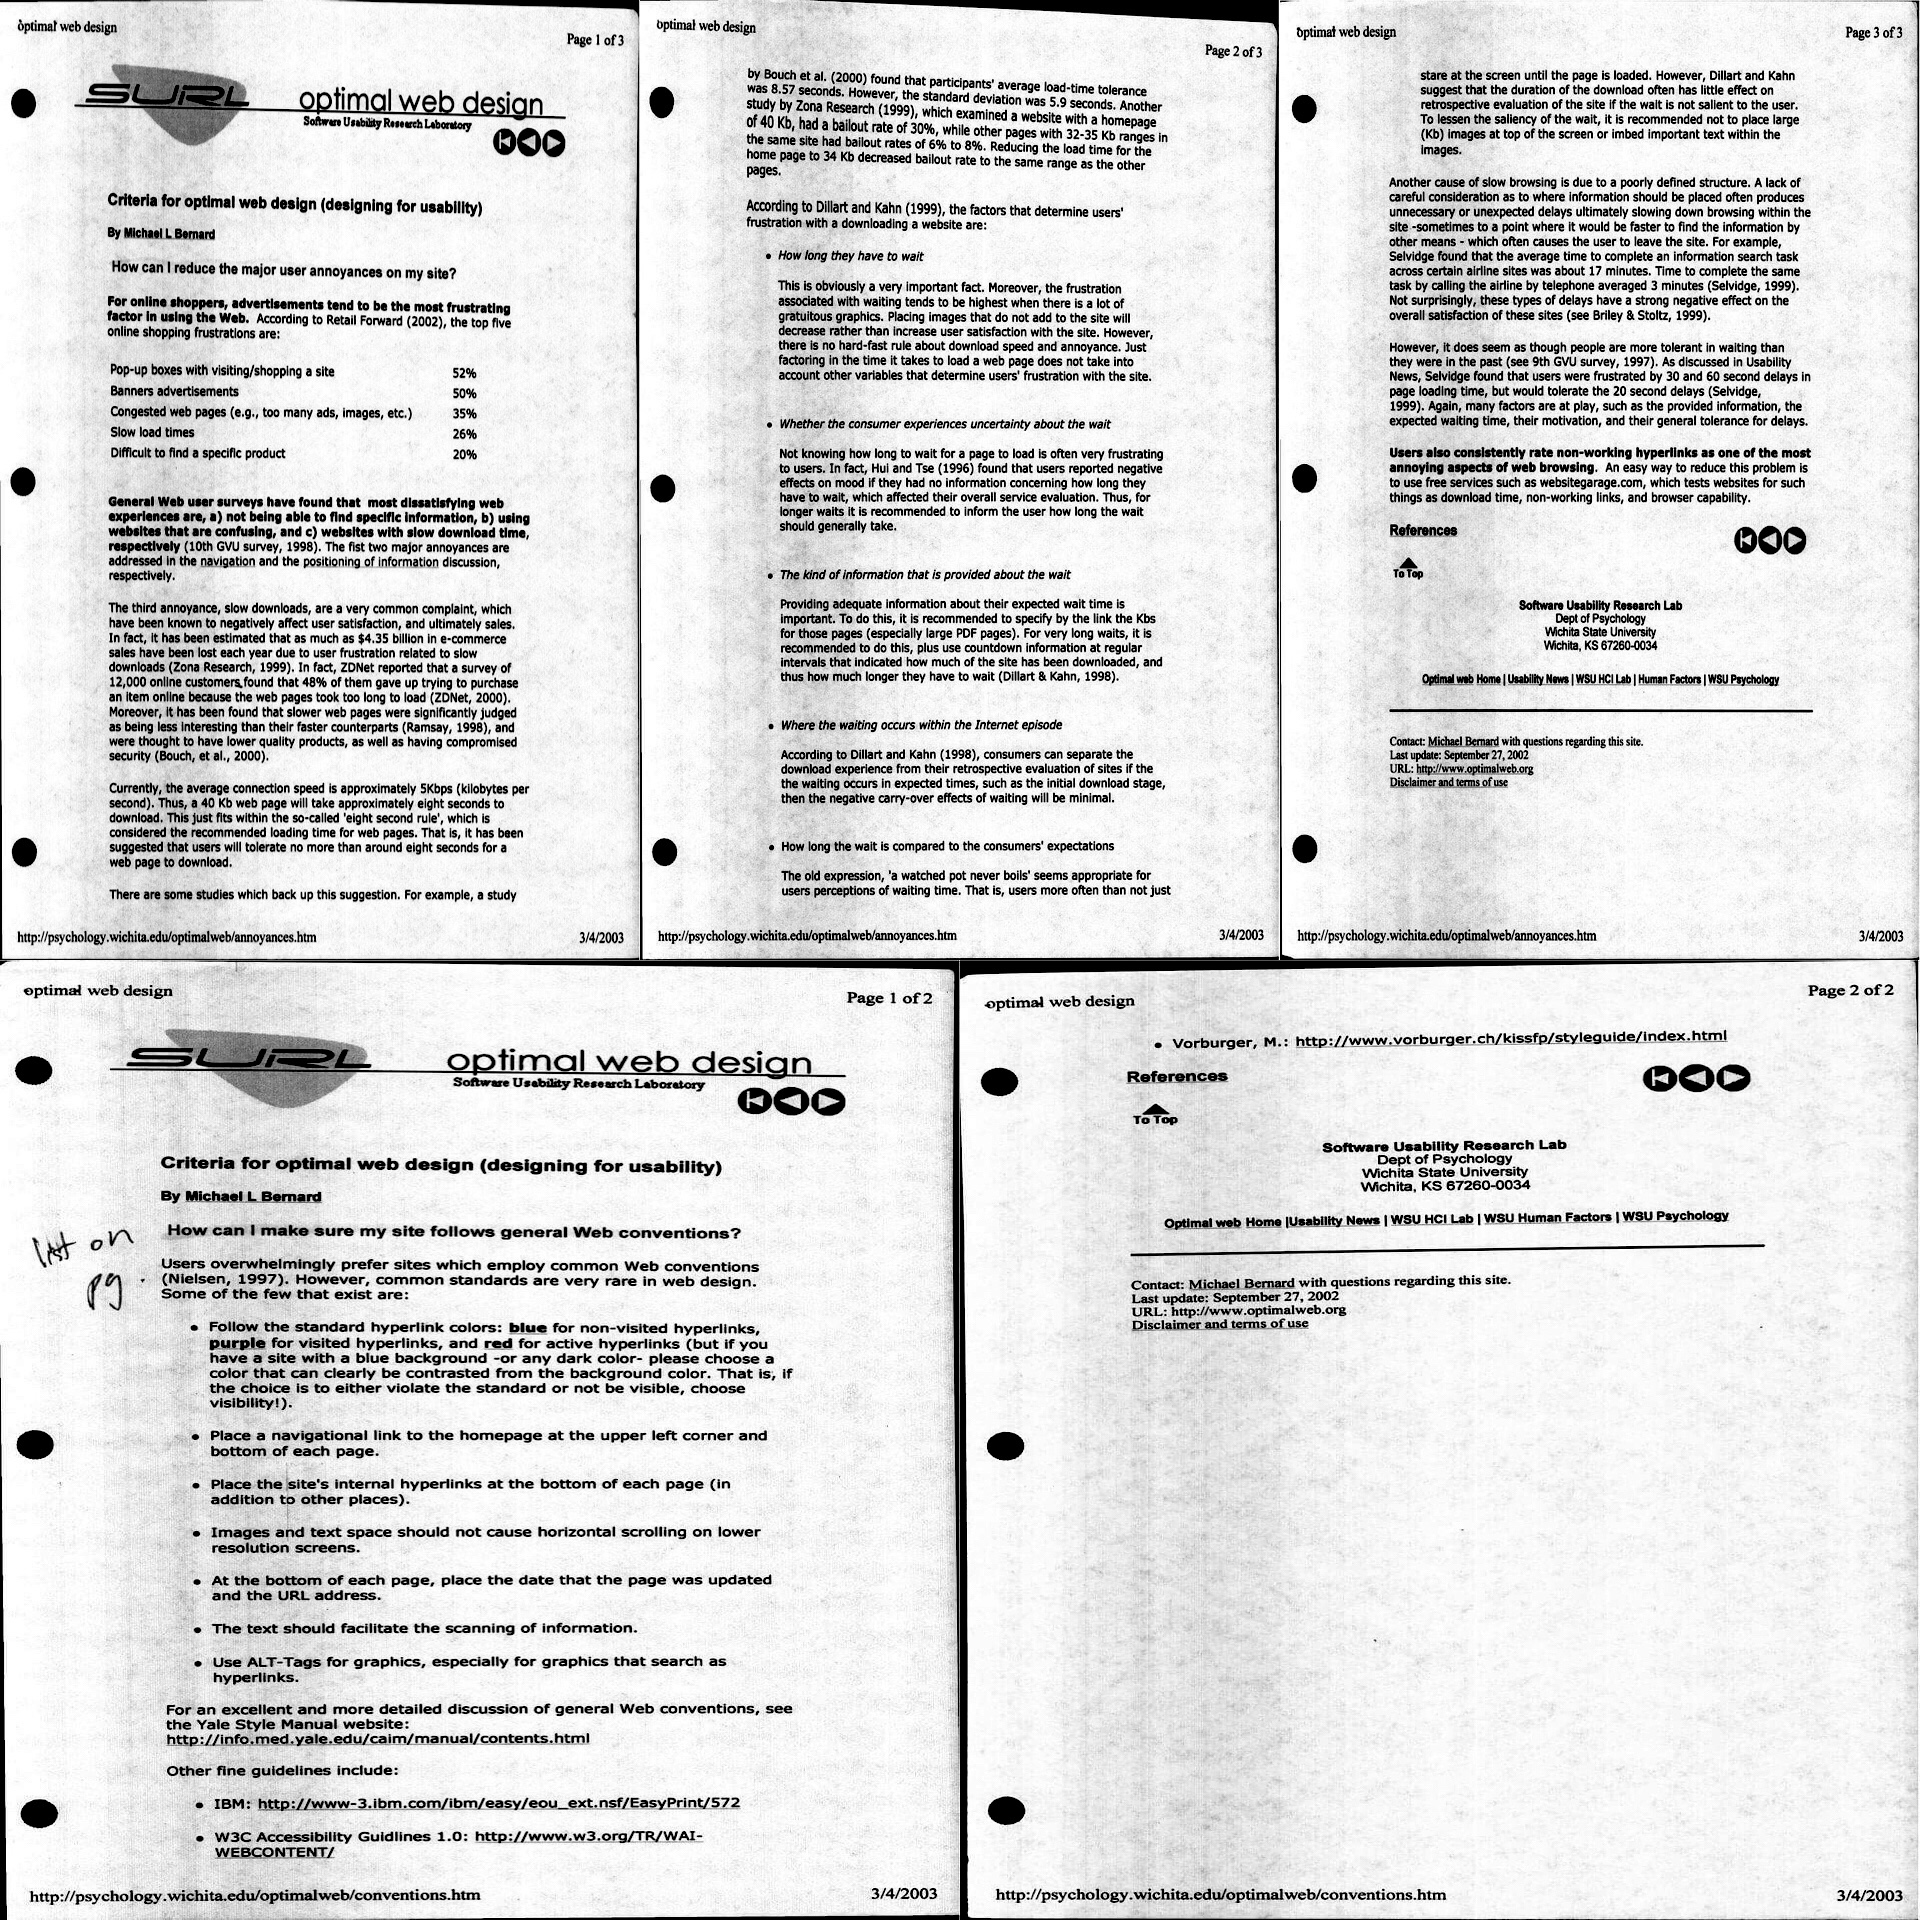 optimal web design
Page 1 of 3
SURL
optimal web design
Software Usability Research Laboratory
Criteria for optimal web design (designing for usability)
By Michael L Bernard
How can I reduce the major user annoyances on my site?
For online shoppers, advertisements tend to be the most frustrating
factor in using the Web. According to Retail Forward (2002), the top five
online shopping frustrations are:
Pop-up boxes with visiting/shopping a site 52%
Banners advertisements 50%
Congested web pages (e.g., too many ads, images, etc.) 35%
Slow load times 26%
Difficult to find a specific product 20%
General Web user surveys have found that most dissatisfying web
experiences are, a) not being able to find specific information, b) using
websites that are confusing, and c) websites with slow download time,
respectively (10th GVU survey, 1998). The fist two major annoyances are
addressed in the navigation and the positioning of information discussion,
respectively.
The third annoyance, slow downloads, are a very common complaint, which
have been known to negatively affect user satisfaction, and ultimately sales.
In fact, it has been estimated that as much as $4.35 billion in e-commerce
sales have been lost each year due to user frustration related to slow
downloads (Zona Research, 1999). In fact, ZDNet reported that a survey of
12,000 online customers found that 48% of them gave up trying to purchase
an item online because the web pages took too long to load (ZDNet, 2000).
Moreover, it has been found that slower web pages were significantly judged
as being less interesting than their faster counterparts (Ramsay, 1998), and
were thought to have lower quality products, as well as having compromised
security (Bouch, et al., 2000).
Currently, the average connection speed is approximately 5Kbps (kilobytes per
second). Thus, a 40 Kb web page will take approximately eight seconds to
download. This just fits within the so-called 'eight second rule', which is
considered the recommended loading time for web pages. That is, it has been
suggested that users will tolerate no more than around eight seconds for a
web page to download.
There are some studies which back up this suggestion. For example, a study
http://psychology.wichita.edu/optimalweb/annoyances.htm
3/4/2003
optimal web design
Page 2 of 3
by Bouch et al. (2000) found that participants' average load-time tolerance
was 8.57 seconds. However, the standard deviation was 5.9 seconds. Another
study by Zona Research (1999), which examined a website with a homepage
of 40 Kb, had a bailout rate of 30%, while other pages with 32-35 Kb ranges in
the same site had bailout rates of 6% to 8%. Reducing the load time for the
home page to 34 Kb decreased bailout rate to the same range as the other
pages.
According to Dillart and Kahn (1999), the factors that determine users'
frustration with a downloading a website are:
• How long they have to wait
This is obviously a very important fact. Moreover, the frustration
associated with waiting tends to be highest when there is a lot of
gratuitous graphics. Placing images that do not add to the site will
decrease rather than increase user satisfaction with the site. However,
there is no hard-fast rule about download speed and annoyance. Just
factoring in the time it takes to load a web page does not take into
account other variables that determine users' frustration with the site.
• Whether the consumer experiences uncertainty about the wait
Not knowing how long to wait for a page to load is often very frustrating
to users. In fact, Hui and Tse (1996) found that users reported negative
effects on mood if they had no information concerning how long they
have to wait, which affected their overall service evaluation. Thus, for
longer waits it is recommended to inform the user how long the wait
should generally take.
• The kind of information that is provided about the wait
Providing adequate information about their expected wait time is
important. To do this, it is recommended to specify by the link the Kbs
for those pages (especially large PDF pages). For very long waits, it is
recommended to do this, plus use countdown information at regular
intervals that indicated how much of the site has been downloaded, and
thus how much longer they have to wait (Dillart & Kahn, 1998).
• Where the waiting occurs within the Internet episode
According to Dillart and Kahn (1998), consumers can separate the
download experience from their retrospective evaluation of sites if the
the waiting occurs in expected times, such as the initial download stage,
then the negative carry-over effects of waiting will be minimal.
• How long the wait is compared to the consumers' expectations
The old expression, 'a watched pot never boils' seems appropriate for
users perceptions of waiting time. That is, users more often than not just
http://psychology.wichita.edu/optimalweb/annoyances.htm
3/4/2003
optimal web design
Page 3 of 3
stare at the screen until the page is loaded. However, Dillart and Kahn
suggest that the duration of the download often has little effect on
retrospective evaluation of the site if the wait is not salient to the user.
To lessen the saliency of the wait, it is recommended not to place large
(Kb) images at top of the screen or imbed important text within the
images.
Another cause of slow browsing is due to a poorly defined structure. A lack of
careful consideration as to where information should be placed often produces
unnecessary or unexpected delays ultimately slowing down browsing within the
site -sometimes to a point where it would be faster to find the information by
other means - which often causes the user to leave the site. For example,
Selvidge found that the average time to complete an information search task
across certain airline sites was about 17 minutes. Time to complete the same
task by calling the airline by telephone averaged 3 minutes (Selvidge, 1999).
Not surprisingly, these types of delays have a strong negative effect on the
overall satisfaction of these sites (see Briley & Stoltz, 1999).
However, it does seem as though people are more tolerant in waiting than
they were in the past (see 9th GVU survey, 1997). As discussed in Usability
News, Selvidge found that users were frustrated by 30 and 60 second delays in
page loading time, but would tolerate the 20 second delays (Selvidge,
1999). Again, many factors are at play, such as the provided information, the
expected waiting time, their motivation, and their general tolerance for delays.
Users also consistently rate non-working hyperlinks as one of the most
annoying aspects of web browsing. An easy way to reduce this problem is
to use free services such as websitegarage.com, which tests websites for such
things as download time, non-working links, and browser capability.
References
To Top
Software Usability Research Lab
Dept of Psychology
Wichita State University
Wichita, KS 67260-0034
Optimal web Home | Usability News | WSU HCI Lab | Human Factors | WSU Psychology
Contact: Michael Bernard with questions regarding this site.
Last update: September 27, 2002
URL: http://www.optimalweb.org
Disclaimer and terms of use
http://psychology.wichita.edu/optimalweb/annoyances.htm
3/4/2003
optimal web design
Page 1 of 2
SURL
optimal web design
Software Usability Research Laboratory
Criteria for optimal web design (designing for usability)
By Michael L Bernard
How can I make sure my site follows general Web conventions?
on
pg.
Users overwhelmingly prefer sites which employ common Web conventions
(Nielsen, 1997). However, common standards are very rare in web design.
Some of the few that exist are:
• Follow the standard hyperlink colors: blue for non-visited hyperlinks,
purple for visited hyperlinks, and red for active hyperlinks (but if you
have a site with a blue background -or any dark color- please choose a
color that can clearly be contrasted from the background color. That is, if
the choice is to either violate the standard or not be visible, choose
visibility!).
• Place a navigational link to the homepage at the upper left corner and
bottom of each page.
• Place the site's internal hyperlinks at the bottom of each page (in
addition to other places).
• Images and text space should not cause horizontal scrolling on lower
resolution screens.
• At the bottom of each page, place the date that the page was updated
and the URL address.
• The text should facilitate the scanning of information.
• Use ALT-Tags for graphics, especially for graphics that search as
hyperlinks.
For an excellent and more detailed discussion of general Web conventions, see
the Yale Style Manual website:
http://info.med.yale.edu/caim/manual/contents.html
Other fine guidelines include:
• IBM: http://www-3.ibm.com/ibm/easy/eou_ext.nsf/EasyPrint/572
• W3C Accessibility Guidlines 1.0: http://www.w3.org/TR/WAI-
WEBCONTENT/
http://psychology.wichita.edu/optimalweb/conventions.htm
3/4/2003
optimal web design
Page 2 of 2
• Vorburger, M.: http://www.vorburger.ch/kissfp/styleguide/index.html
References
To Top
Software Usability Research Lab
Dept of Psychology
Wichita State University
Wichita, KS 67260-0034
Optimal web Home |Usability News | WSU HCI Lab | WSU Human Factors | WSU Psychology
Contact: Michael Bernard with questions regarding this site.
Last update: September 27, 2002
URL: http://www.optimalweb.org
Disclaimer and terms of use
http://psychology.wichita.edu/optimalweb/conventions.htm
3/4/2003